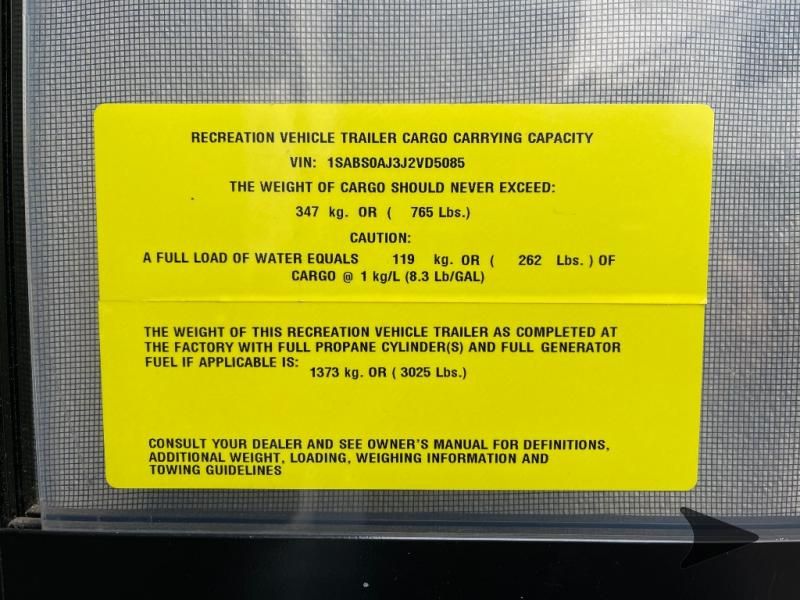 RECREATION VEHICLE TRAILER CARGO CARRYING CAPACITY
VIN: 1SABS0AJ3J2VD5085
THE WEIGHT OF CARGO SHOULD NEVER EXCEED:
347 kg. OR ( 765 Lbs.)
CAUTION:
A FULL LOAD OF WATER EQUALS 119 kg. OR ( 262 Lbs. ) OF
CARGO @ 1 kg/L (8.3 Lb/GAL)
THE WEIGHT OF THIS RECREATION VEHICLE TRAILER AS COMPLETED AT
THE FACTORY WITH FULL PROPANE CYLINDER(S) AND FULL GENERATOR
FUEL IF APPLICABLE IS:
1373 kg. OR ( 3025 Lbs.)
CONSULT YOUR DEALER AND SEE OWNER'S MANUAL FOR DEFINITIONS,
ADDITIONAL WEIGHT, LOADING, WEIGHING INFORMATION AND
TOWING GUIDELINES